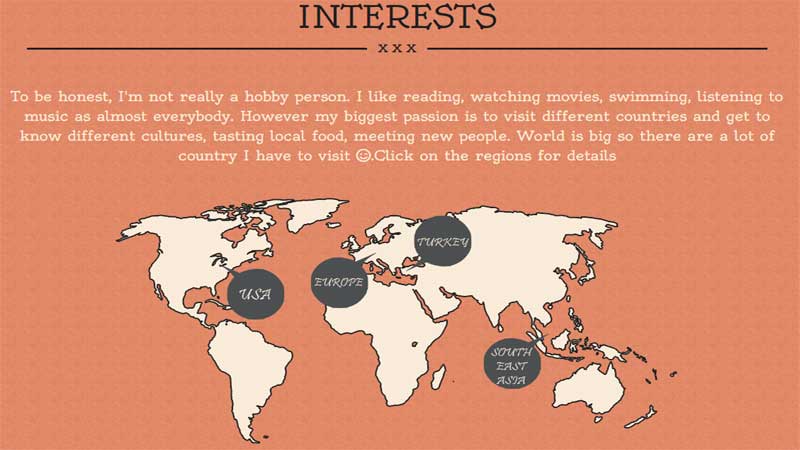 INTERESTS
x x x
To be honest, I'm not really a hobby person. I like reading, watching movies, swimming, listening to
music as almost everybody. However my biggest passion is to visit different countries and get to
know different cultures, tasting local food, meeting new people. World is big so there are a lot of
country I have to visit ☺.Click on the regions for details
TURKEY
EUROPE
USA
SOUTH
EAST
ASIA